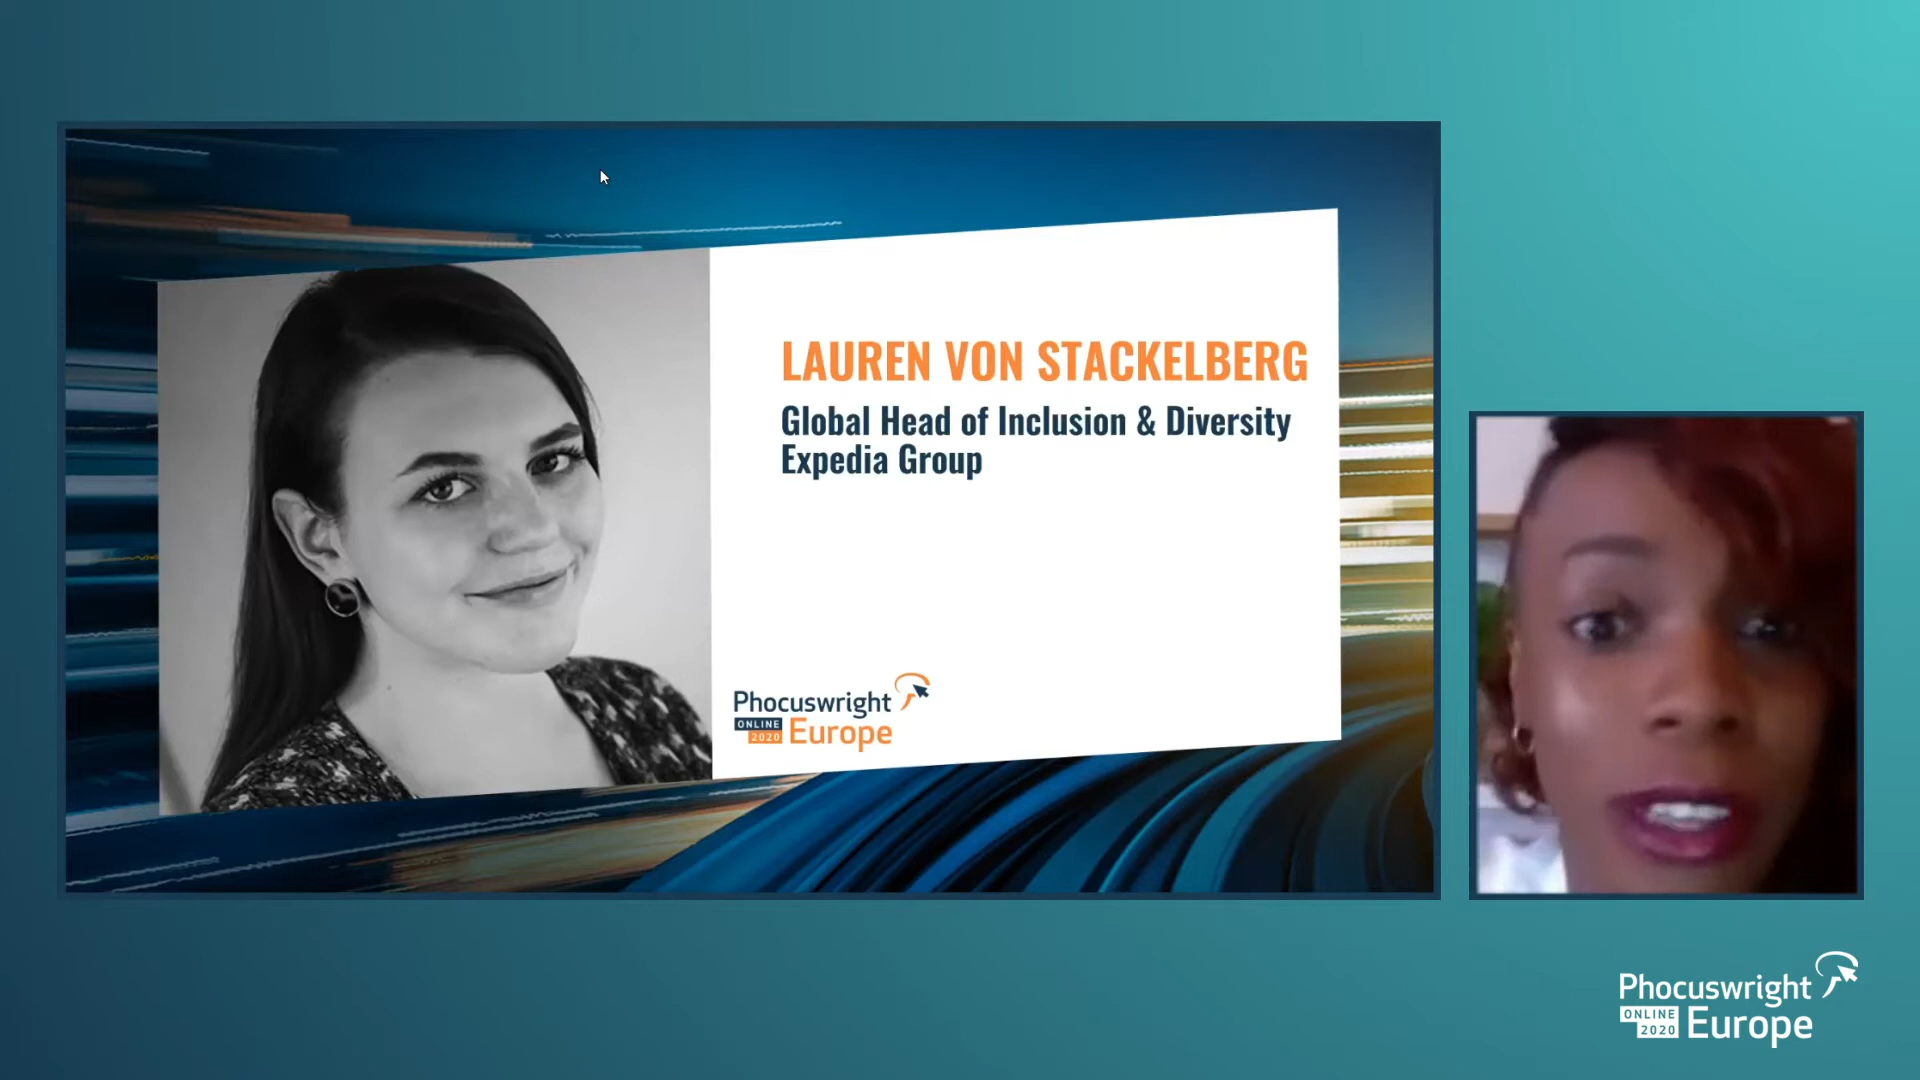 LAUREN VON STACKELBERG
Global Head of Inclusion & Diversity
Expedia Group
Phocuswright
ONLINE
2020
Europe
Phocuswright
ONLINE
2020
Europe